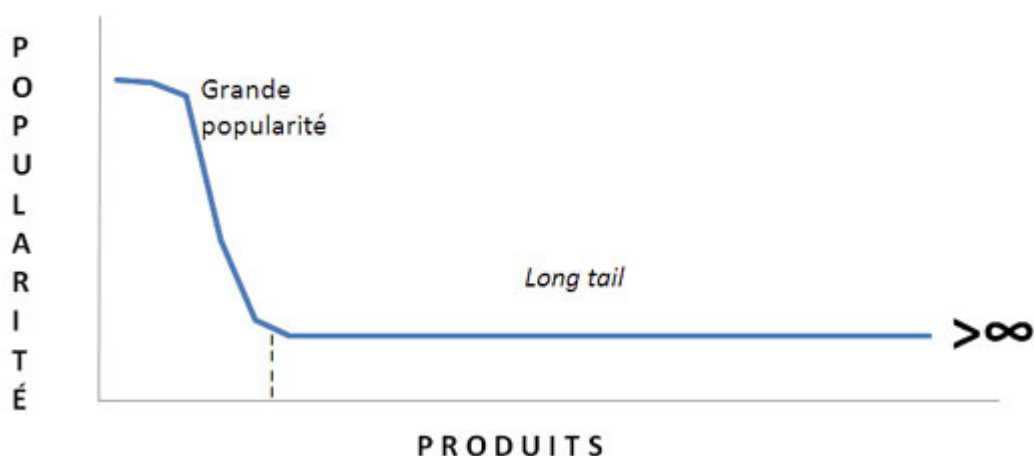 POPULARITÉ
Grande
popularité
Long tail
>∞
PRODUITS